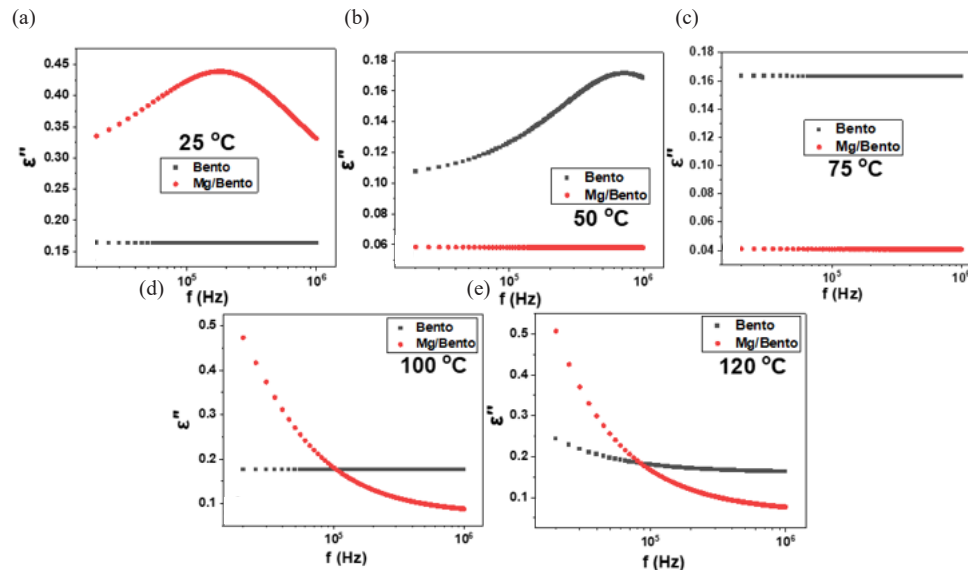 (a)
0.45
0.40
0.35
0.30
0.25
0.20
0.15
ε"
25 °C
Bento
Mg/Bento
10⁵
10⁶
f (Hz)
(b)
0.18
0.16
0.14
0.12
0.10
0.08
0.06
Bento
Mg/Bento
50 °C
10⁵
10⁶
f (Hz)
(c)
0.18
0.16
0.14
0.12
0.10
0.08
0.06
0.04
ε"
Bento
Mg/Bento
75 °C
10⁵
10⁶
f (Hz)
(d)
0.5
0.4
0.3
0.2
0.1
ε"
Bento
Mg/Bento
100 °C
10⁵
10⁶
f (Hz)
(e)
0.5
0.4
0.3
0.2
0.1
ε"
Bento
Mg/Bento
120 °C
10⁵
10⁶
f (Hz)